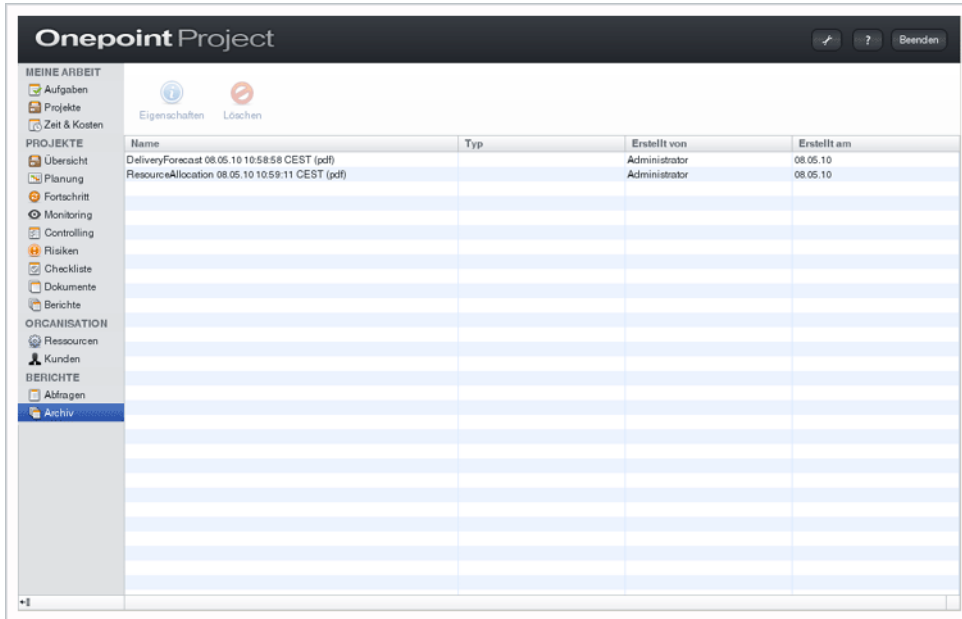 Onepoint Project
? Beenden
MEINE ARBEIT
Aufgaben
Projekte
Zeit & Kosten
PROJEKTE
Übersicht
Planung
Fortschritt
Monitoring
Controlling
Risiken
Checkliste
Dokumente
Berichte
ORGANISATION
Ressourcen
Kunden
BERICHTE
Abfragen
Archiv
Eigenschaften Löschen
Name Typ Erstellt von Erstellt am
DeliveryForecast 08.05.10 10:58:58 CEST (pdf) Administrator 08.05.10
ResourceAllocation 08.05.10 10:59:11 CEST (pdf) Administrator 08.05.10